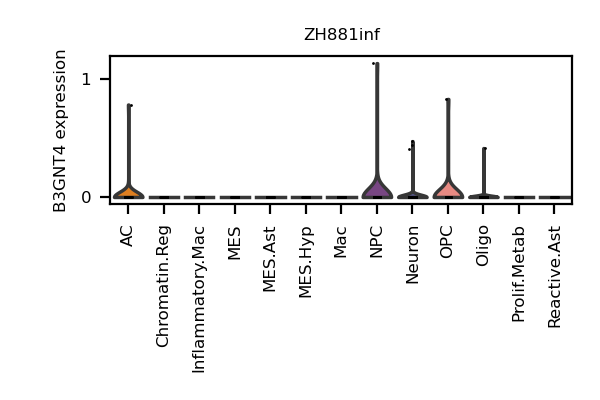 ZH881inf
B3GNT4 expression
1
0
AC
Chromatin.Reg
Inflammatory.Mac
MES
MES.Ast
MES.Hyp
Mac
NPC
Neuron
OPC
Oligo
Prolif.Metab
Reactive.Ast